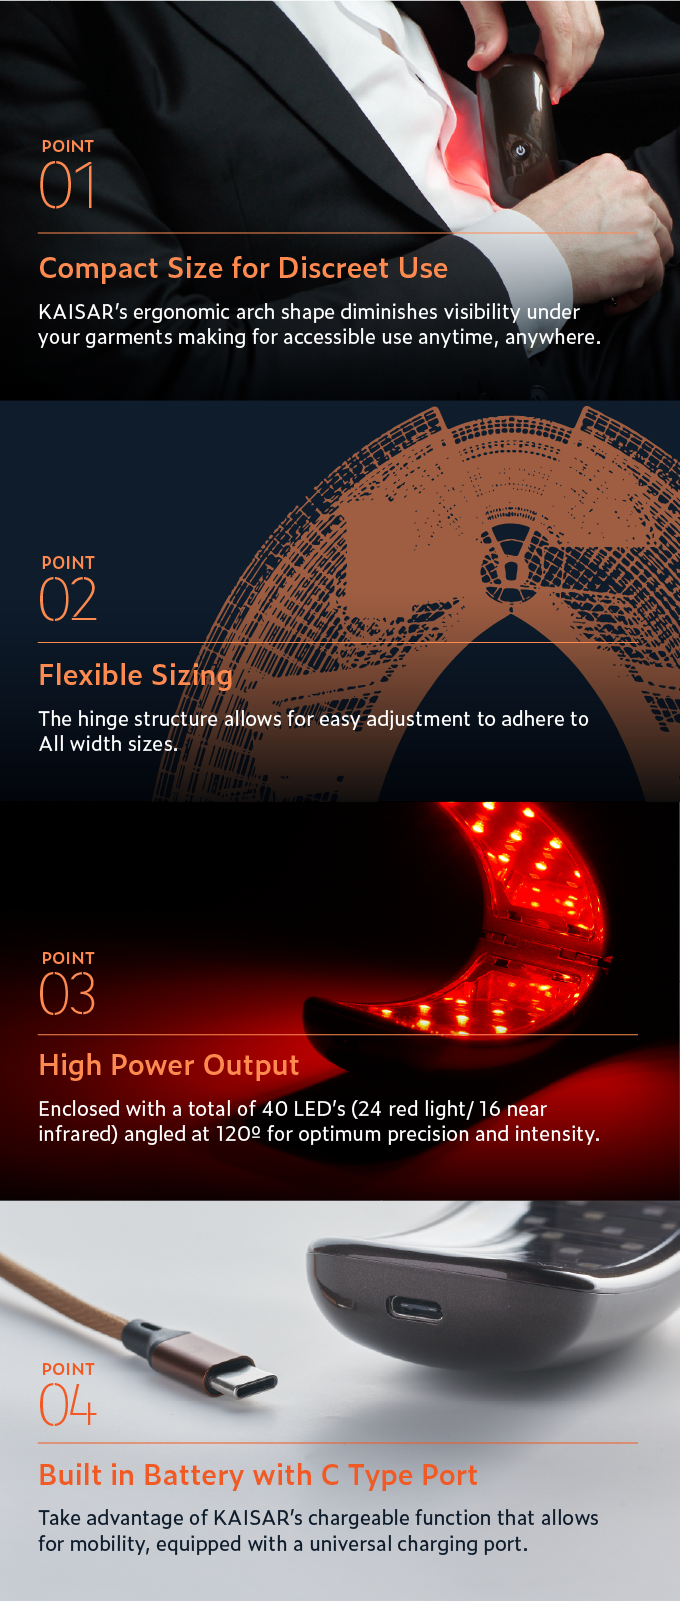 POINT
01
Compact Size for Discreet Use
KAISAR's ergonomic arch shape diminishes visibility under
your garments making for accessible use anytime, anywhere.
POINT
02
Flexible Sizing
The hinge structure allows for easy adjustment to adhere to
All width sizes.
POINT
03
High Power Output
Enclosed with a total of 40 LED's (24 red light/ 16 near
infrared) angled at 120º for optimum precision and intensity.
POINT
04
Built in Battery with C Type Port
Take advantage of KAISAR's chargeable function that allows
for mobility, equipped with a universal charging port.